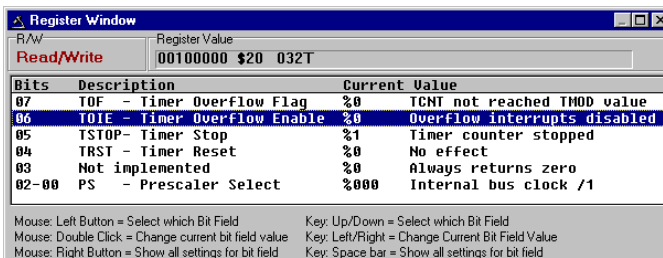 Register Window
R/W Register Value
Read/Write 00100000 $20 032T
Bits Description Current Value
07 TOF - Timer Overflow Flag %0 TCNT not reached TMOD value
06 TOIE - Timer Overflow Enable %0 Overflow interrupts disabled
05 TSTOP- Timer Stop %1 Timer counter stopped
04 TRST - Timer Reset %0 No effect
03 Not implemented %0 Always returns zero
02-00 PS - Prescaler Select %000 Internal bus clock /1
Mouse: Left Button = Select which Bit Field Key: Up/Down = Select which Bit Field
Mouse: Double Click = Change current bit field value Key: Left/Right = Change Current Bit Field Value
Mouse: Right Button = Show all settings for bit field Key: Space bar = Show all settings for bit field